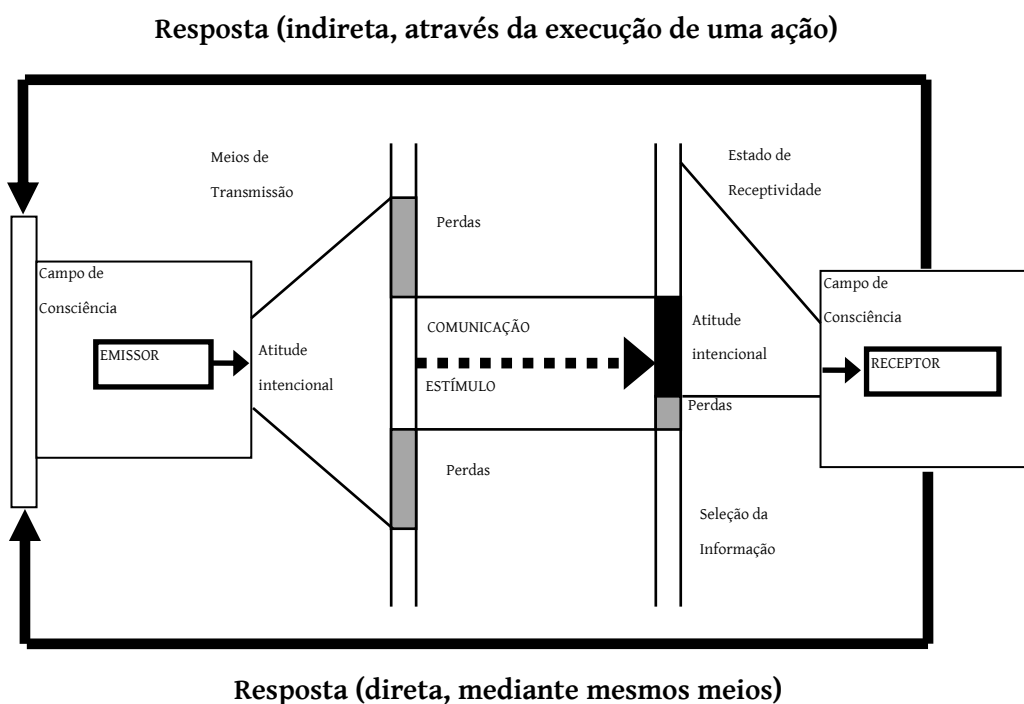 Resposta (indireta, através da execução de uma ação)
Meios de
Transmissão
Estado de
Receptividade
Perdas
Campo de
Consciência
Campo de
Consciência
COMUNICAÇÃO
Atitude
intencional
EMISSOR
Atitude
intencional
RECEPTOR
ESTÍMULO
Perdas
Perdas
Seleção da
Informação
Resposta (direta, mediante mesmos meios)